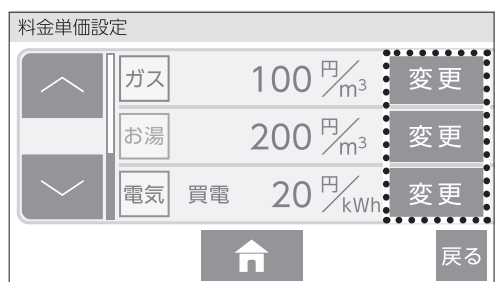 料金単価設定
ガス 100 円/m³ 変更
お湯 200 円/m³ 変更
電気 買電 20 円/kWh 変更
戻る